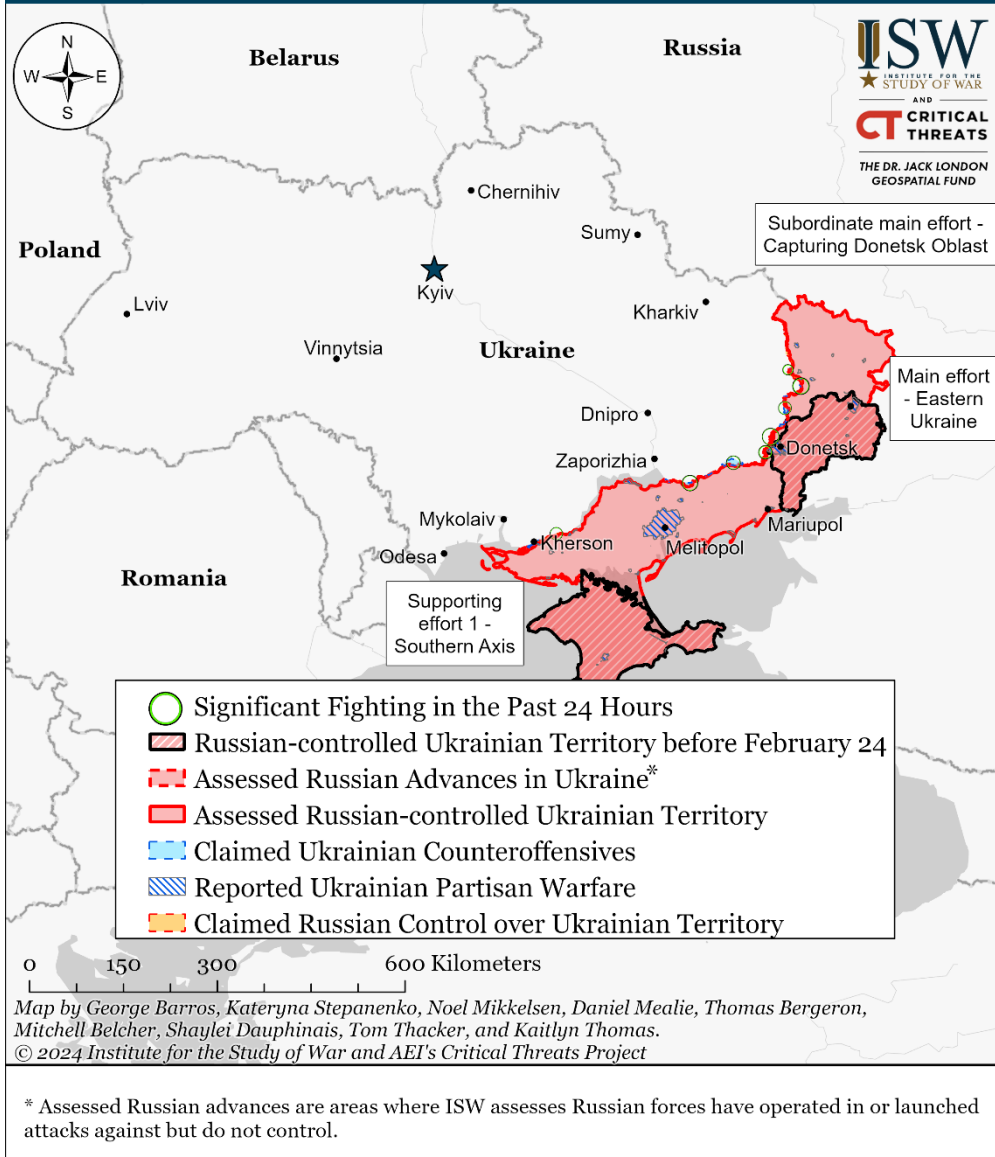 N
W
E
S
Belarus
Russia
ISW
INSTITUTE FOR THE
STUDY OF WAR
AND
CT CRITICAL
THREATS
THE DR. JACK LONDON
GEOSPATIAL FUND
Chernihiv
Subordinate main effort -
Capturing Donetsk Oblast
Sumy
Poland
Kyiv
Lviv
Kharkiv
Vinnytsia
Ukraine
Main effort
- Eastern
Ukraine
Dnipro
Donetsk
Zaporizhia
Mariupol
Mykolaiv
Kherson
Melitopol
Odesa
Romania
Supporting
effort 1 -
Southern Axis
Significant Fighting in the Past 24 Hours
Russian-controlled Ukrainian Territory before February 24
Assessed Russian Advances in Ukraine*
Assessed Russian-controlled Ukrainian Territory
Claimed Ukrainian Counteroffensives
Reported Ukrainian Partisan Warfare
Claimed Russian Control over Ukrainian Territory
0 150 300 600 Kilometers
Map by George Barros, Kateryna Stepanenko, Noel Mikkelsen, Daniel Mealie, Thomas Bergeron,
Mitchell Belcher, Shaylei Dauphinais, Tom Thacker, and Kaitlyn Thomas.
© 2024 Institute for the Study of War and AEI's Critical Threats Project
* Assessed Russian advances are areas where ISW assesses Russian forces have operated in or launched
attacks against but do not control.